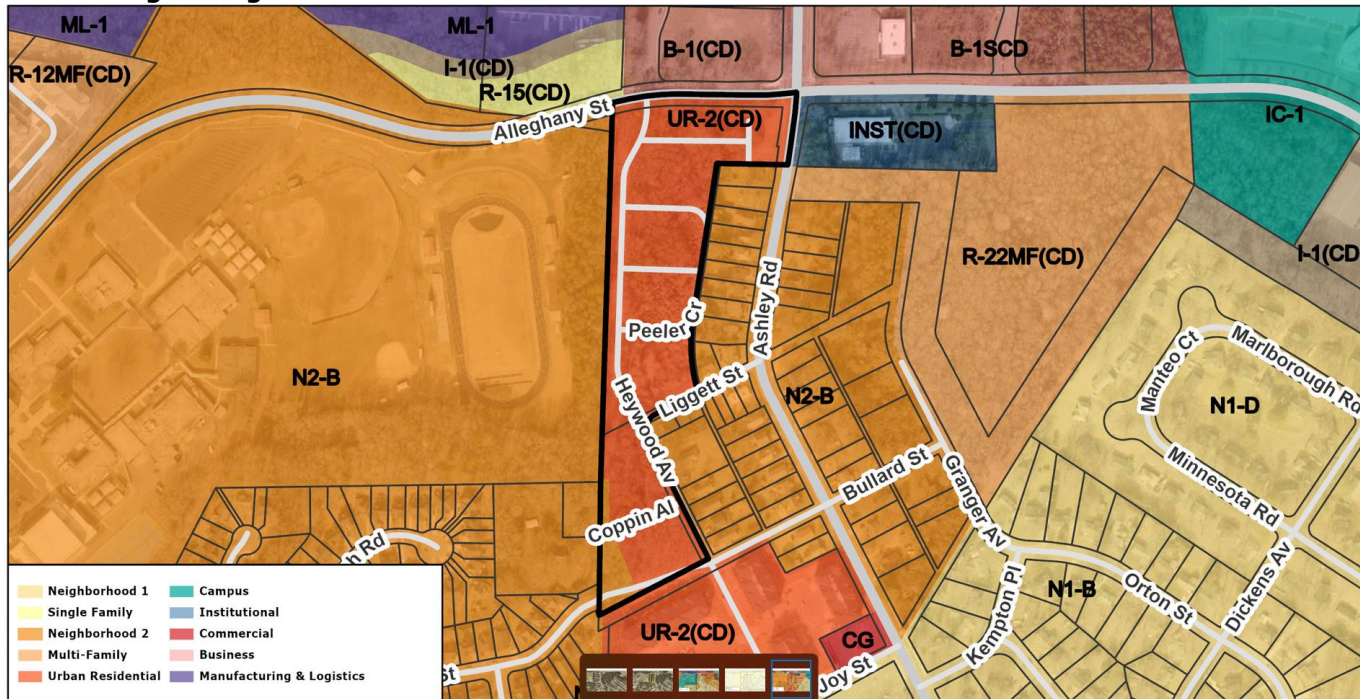 ML-1
ML-1
R-12MF(CD)
I-1(CD)
R-15(CD)
B-1(CD)
B-1SCD
Alleghany St
UR-2(CD)
INST(CD)
IC-1
R-22MF(CD)
I-1(CD
Ashley Rd
Peeler Cr
N2-B
Heywood Av
Liggett St
N2-B
Manteo Ct
Marlborough Rd
N1-D
Minnesota Rd
Bullard St
Granger Av
Coppin Al
h Rd
Kempton Pl
N1-B
Orton St
Dickens Av
UR-2(CD)
CG
Joy St
St
Neighborhood 1
Single Family
Neighborhood 2
Multi-Family
Urban Residential
Campus
Institutional
Commercial
Business
Manufacturing & Logistics